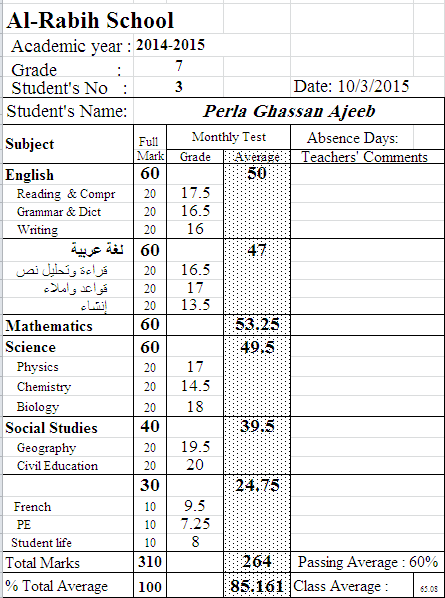 Al-Rabih School
Academic year : 2014-2015
Grade : 7
Student's No : 3 Date: 10/3/2015
Student's Name: Perla Ghassan Ajeeb
Subject Full Mark Monthly Test Absence Days:
Grade Average Teachers' Comments
English 60 50
Reading & Compr 20 17.5
Grammar & Dict 20 16.5
Writing 20 16
لغة عربية 60 47
قراءة وتحليل نص 20 16.5
قواعد واملاء 20 17
إنشاء 20 13.5
Mathematics 60 53.25
Science 60 49.5
Physics 20 17
Chemistry 20 14.5
Biology 20 18
Social Studies 40 39.5
Geography 20 19.5
Civil Education 20 20
30 24.75
French 10 9.5
PE 10 7.25
Student life 10 8
Total Marks 310 264 Passing Average : 60%
% Total Average 100 85.161 Class Average : 65.08